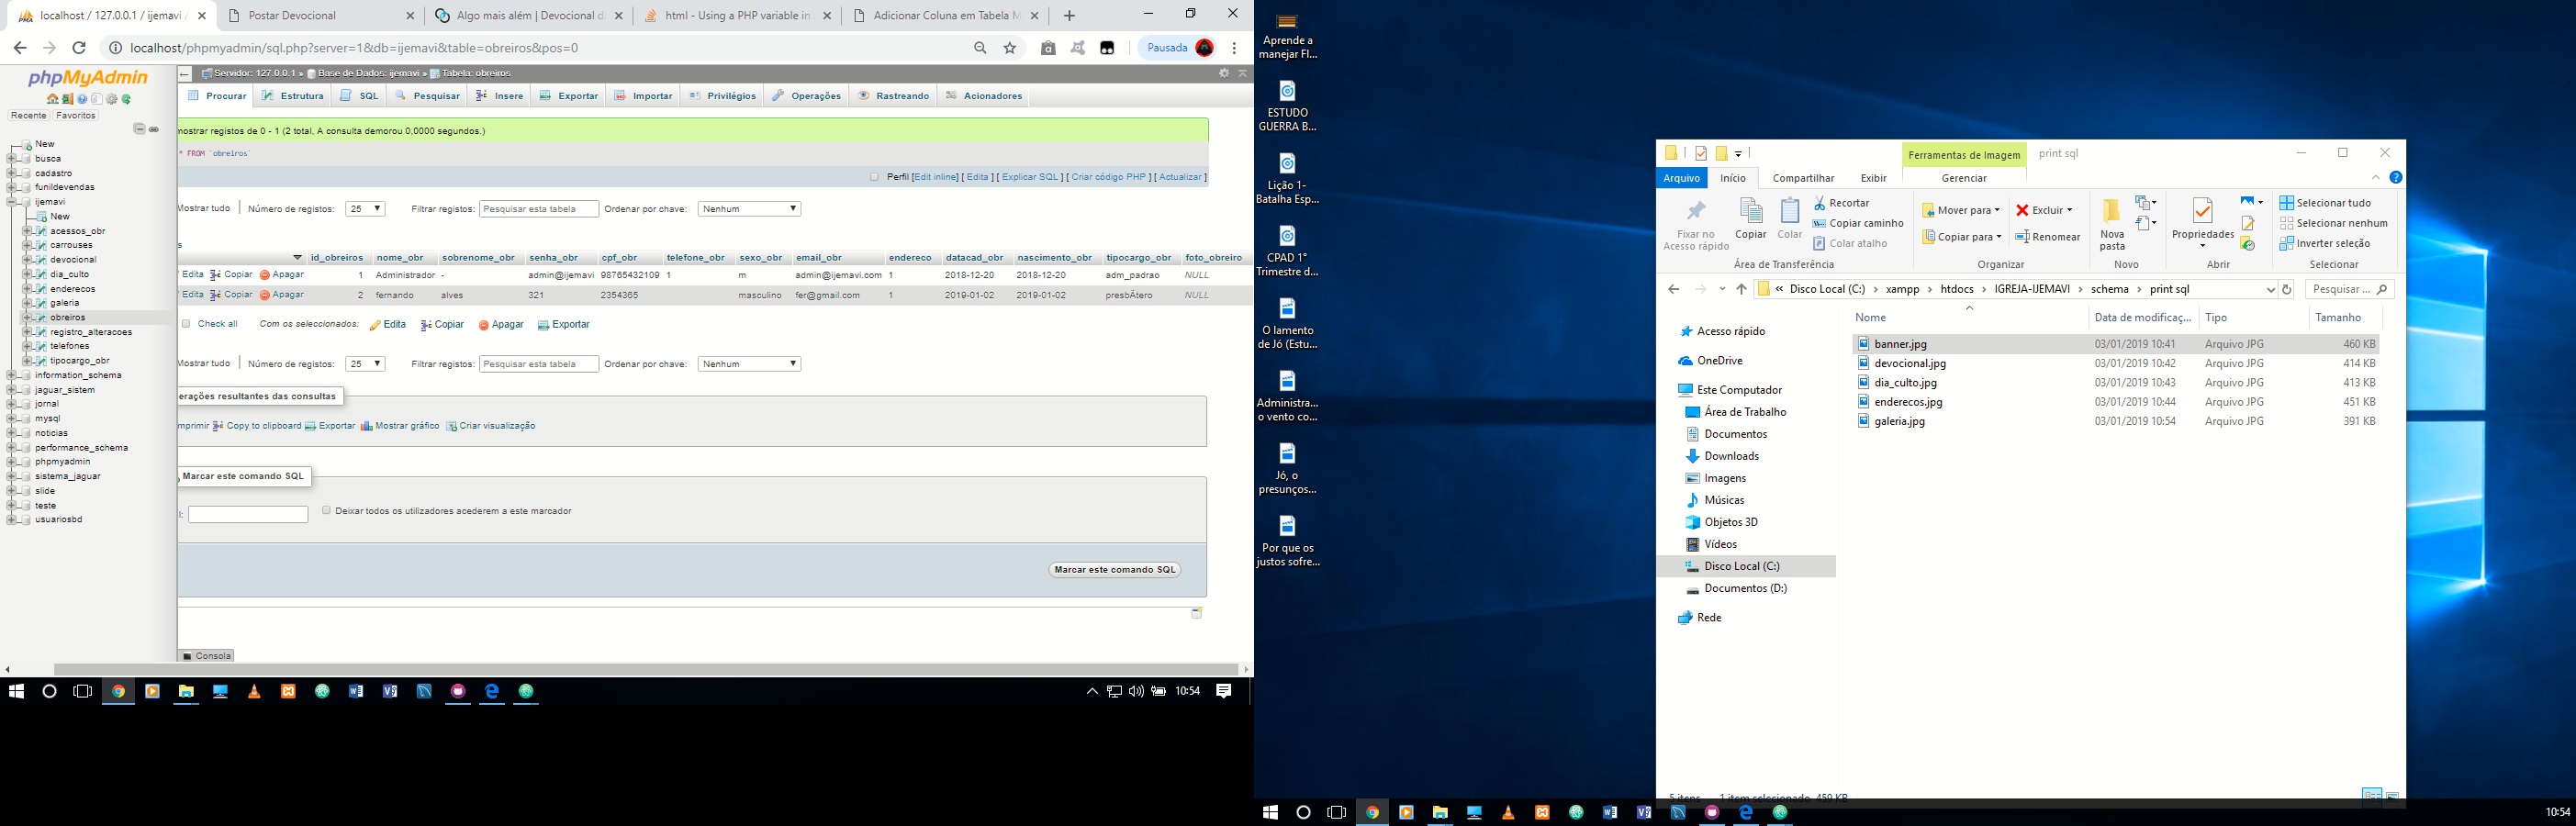 localhost / 127.0.0.1 / ijemavi /
Postar Devocional
Algo mais além | Devocional d
html - Using a PHP variable in
Adicionar Coluna em Tabela M
localhost/phpmyadmin/sql.php?server=1&db=ijemavi&table=obreiros&pos=0
Pausada
phpMyAdmin
Recente Favoritos
New
busca
cadastro
funildevendas
ijemavi
New
acessos_obr
carrouses
devocional
dia_culto
enderecos
galeria
obreiros
registro_alteracoes
telefones
tipocargo_obr
information_schema
jaguar_sistem
jornal
mysql
noticias
performance_schema
phpmyadmin
sistema_jaguar
slide
teste
usuariosbd
Servidor: 127.0.0.1 » Base de Dados: ijemavi » Tabela: obreiros
Procurar Estrutura SQL Pesquisar Insere Exportar Importar Privilégios Operações Rastreando Acionadores
mostrar registos de 0 - 1 (2 total, A consulta demorou 0,0000 segundos.)
* FROM `obreiros`
Perfil [Edit inline] [ Edita ] [ Explicar SQL ] [ Criar código PHP ] [ Actualizar ]
Mostrar tudo Número de registos: 25 Filtrar registos: Pesquisar esta tabela Ordenar por chave: Nenhum
s
id_obreiros nome_obr sobrenome_obr senha_obr cpf_obr telefone_obr sexo_obr email_obr endereco datacad_obr nascimento_obr tipocargo_obr foto_obreiro
Edita Copiar Apagar 1 Administrador - admin@ijemavi 98765432109 1 m admin@ijemavi.com 1 2018-12-20 2018-12-20 adm_padrao NULL
Edita Copiar Apagar 2 fernando alves 321 2354365 masculino fer@gmail.com 1 2019-01-02 2019-01-02 presbÃtero NULL
Check all Com os seleccionados: Edita Copiar Apagar Exportar
Mostrar tudo Número de registos: 25 Filtrar registos: Pesquisar esta tabela Ordenar por chave: Nenhum
erações resultantes das consultas
mprimir Copy to clipboard Exportar Mostrar gráfico Criar visualização
Marcar este comando SQL
l:
Deixar todos os utilizadores acederem a este marcador
Marcar este comando SQL
Consola
10:54
Aprende a
manejar Fl...
ESTUDO
GUERRA B...
Lição 1-
Batalha Esp...
CPAD 1°
Trimestre d...
O lamento
de Jó (Estu...
Administra...
o vento co...
Jó, o
presunços...
Por que os
justos sofre...
Ferramentas de Imagem
print sql
Arquivo Início Compartilhar Exibir Gerenciar
Fixar no
Acesso rápido
Copiar
Colar
Recortar
Copiar caminho
Colar atalho
Mover para
Copiar para
Excluir
Renomear
Nova
pasta
Propriedades
Selecionar tudo
Selecionar nenhum
Inverter seleção
Área de Transferência Organizar Novo Abrir Selecionar
« Disco Local (C:) › xampp › htdocs › IGREJA-IJEMAVI › schema › print sql
Pesquisar ...
Acesso rápido
OneDrive
Este Computador
Área de Trabalho
Documentos
Downloads
Imagens
Músicas
Objetos 3D
Vídeos
Disco Local (C:)
Documentos (D:)
Rede
Nome Data de modificaç... Tipo Tamanho
banner.jpg 03/01/2019 10:41 Arquivo JPG 460 KB
devocional.jpg 03/01/2019 10:42 Arquivo JPG 414 KB
dia_culto.jpg 03/01/2019 10:43 Arquivo JPG 413 KB
enderecos.jpg 03/01/2019 10:44 Arquivo JPG 451 KB
galeria.jpg 03/01/2019 10:54 Arquivo JPG 391 KB
5 itens 1 item selecionado 459 KB
10:54